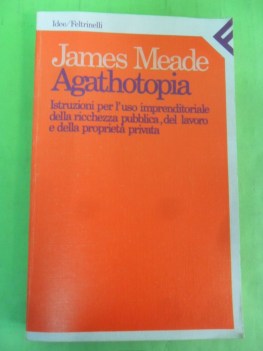 Idee/Feltrinelli
James Meade
Agathotopia
Istruzioni per l'uso imprenditoriale
della ricchezza pubblica, del lavoro
e della proprietà privata